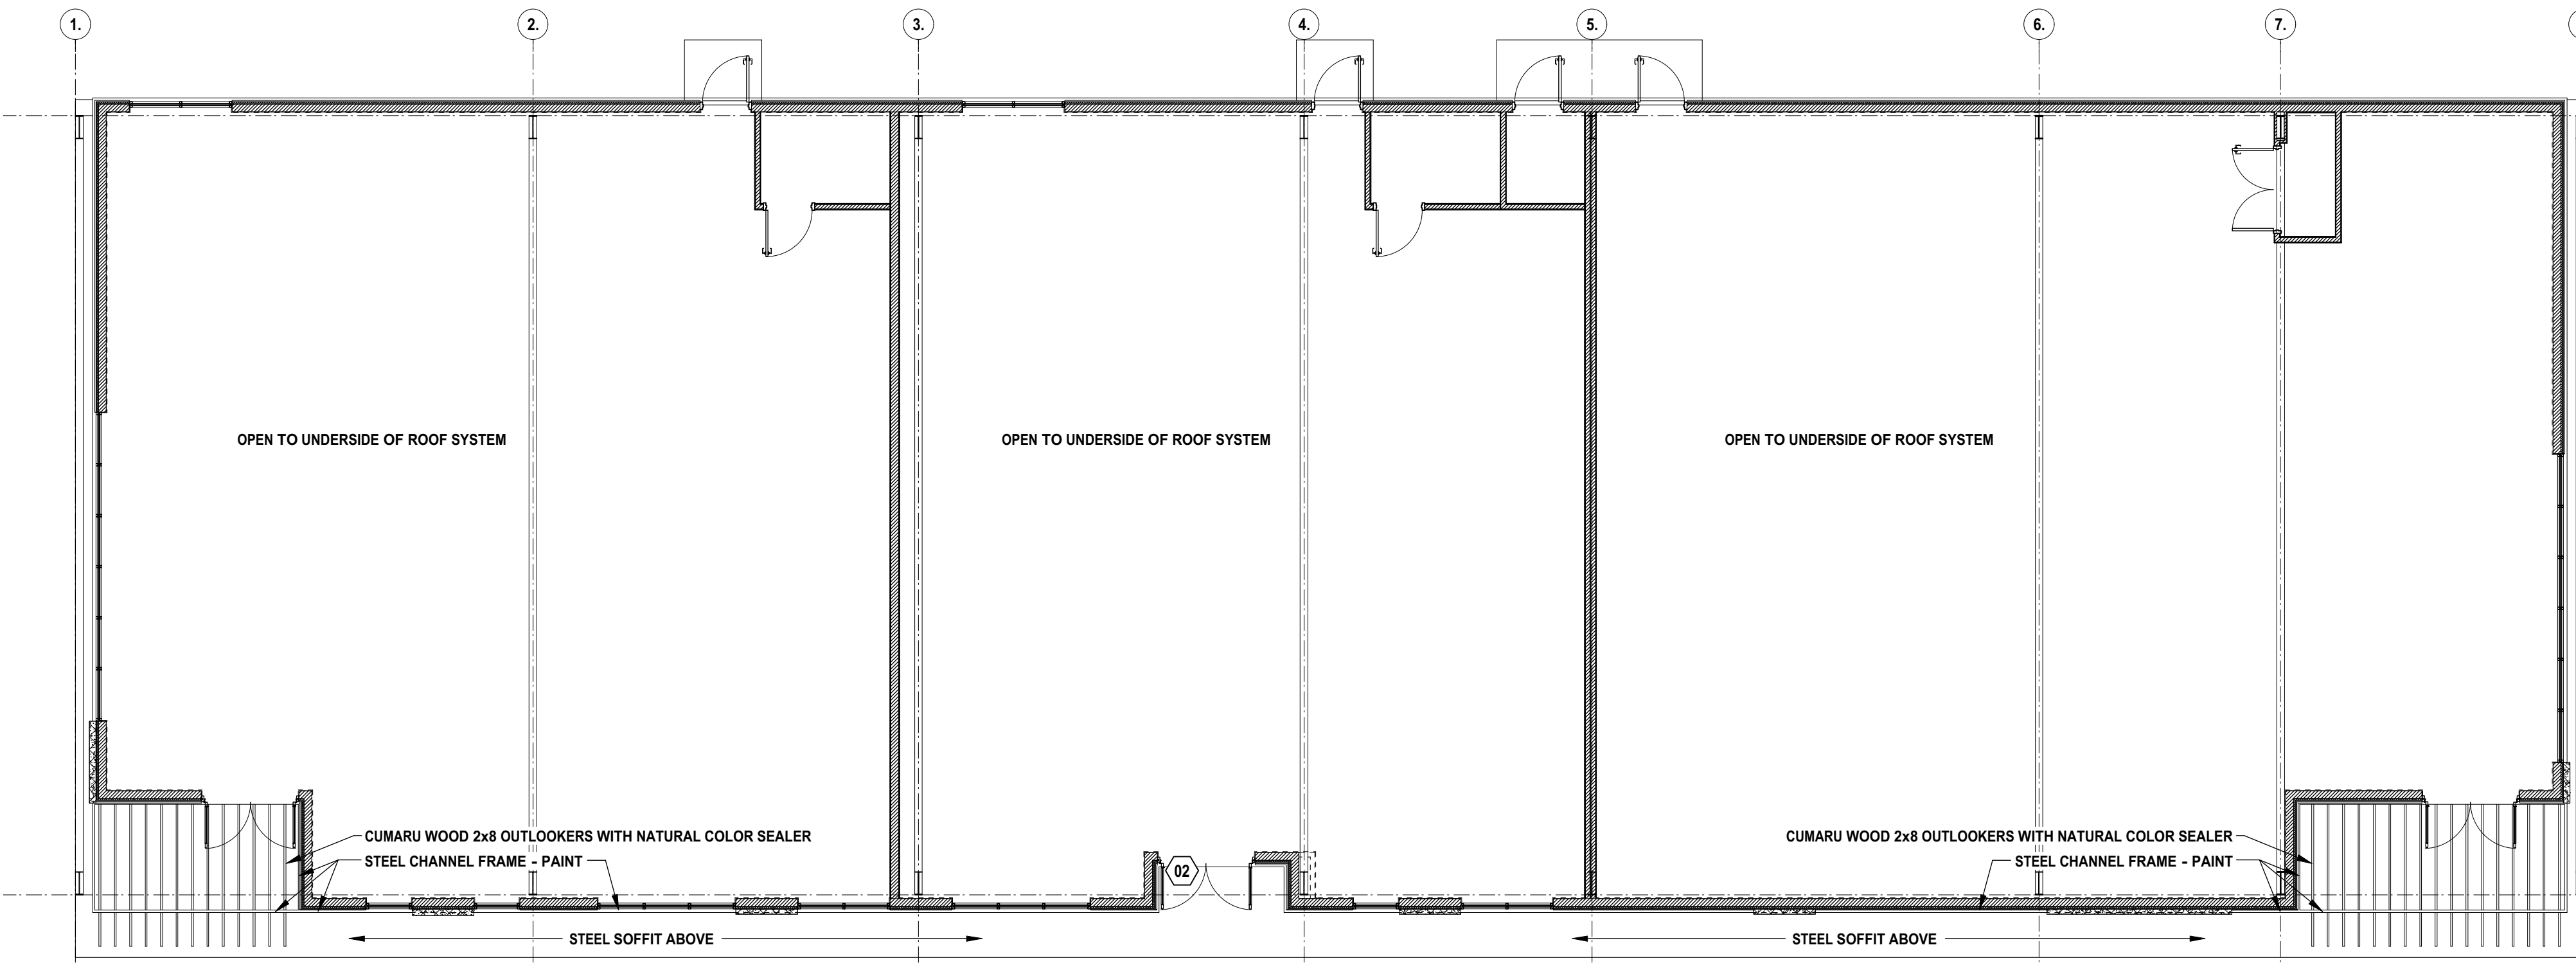 1.
2.
3.
4.
5.
6.
7.
OPEN TO UNDERSIDE OF ROOF SYSTEM
OPEN TO UNDERSIDE OF ROOF SYSTEM
OPEN TO UNDERSIDE OF ROOF SYSTEM
CUMARU WOOD 2x8 OUTLOOKERS WITH NATURAL COLOR SEALER
STEEL CHANNEL FRAME - PAINT
02
CUMARU WOOD 2x8 OUTLOOKERS WITH NATURAL COLOR SEALER
STEEL CHANNEL FRAME - PAINT
STEEL SOFFIT ABOVE
STEEL SOFFIT ABOVE